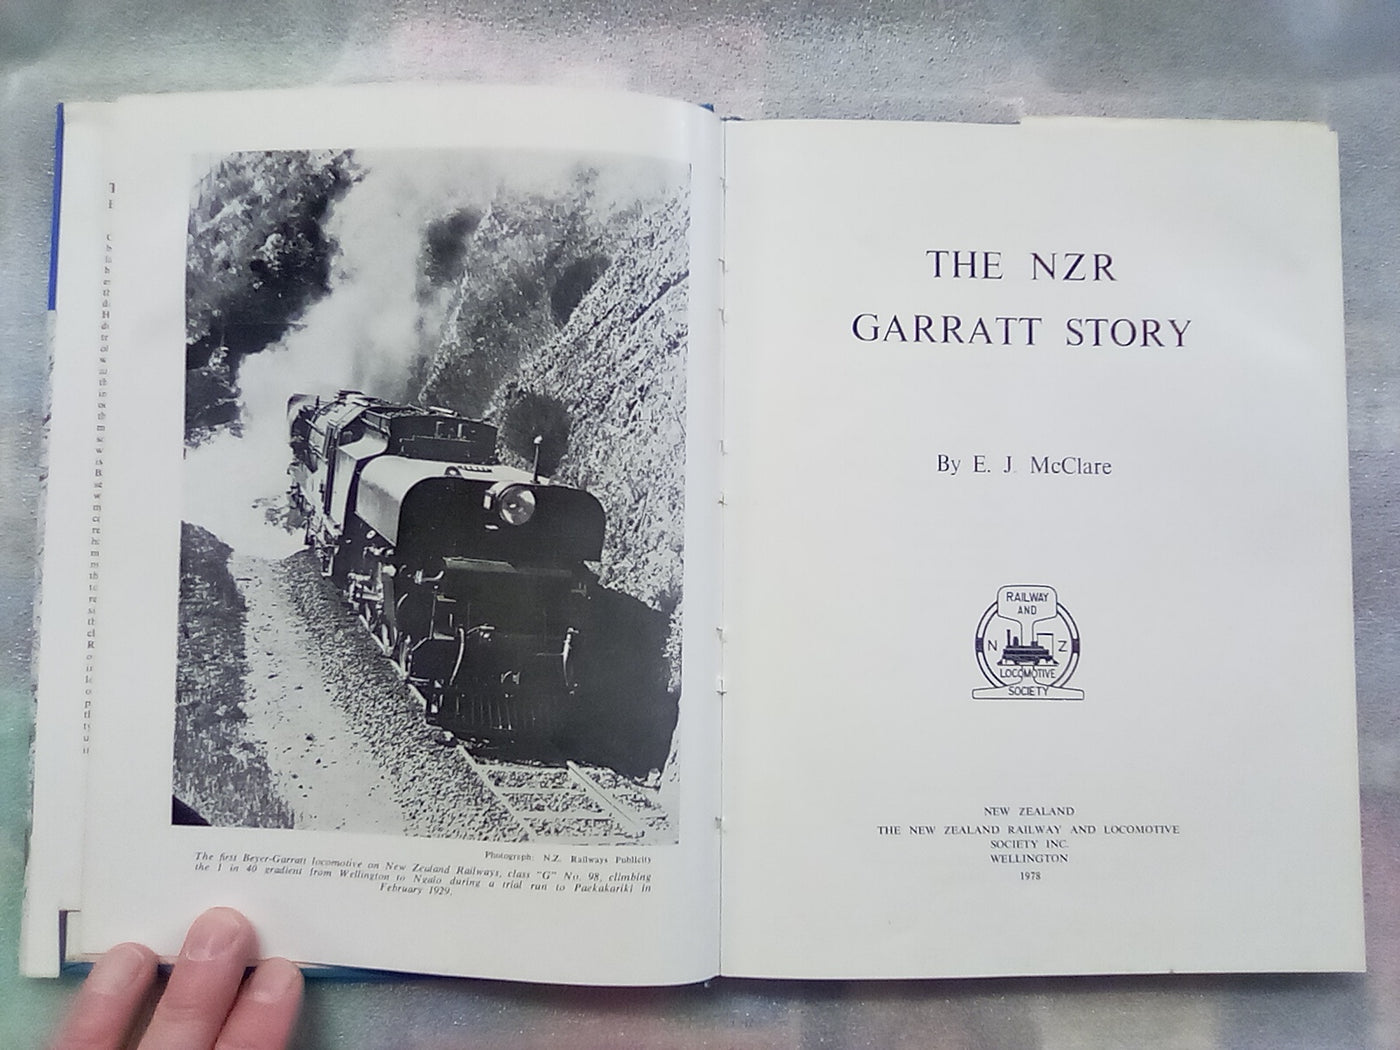 Photograph: N.Z. Railways Publicity
The first Beyer-Garratt locomotive on New Zealand Railways, class "G" No. 98, climbing
the 1 in 40 gradient from Wellington to Ngaio during a trial run to Paekakariki in
February 1929.
THE NZR
GARRATT STORY
By E. J. McClare
RAILWAY
AND
N Z
LOCOMOTIVE
SOCIETY
NEW ZEALAND
THE NEW ZEALAND RAILWAY AND LOCOMOTIVE
SOCIETY INC.
WELLINGTON
1978